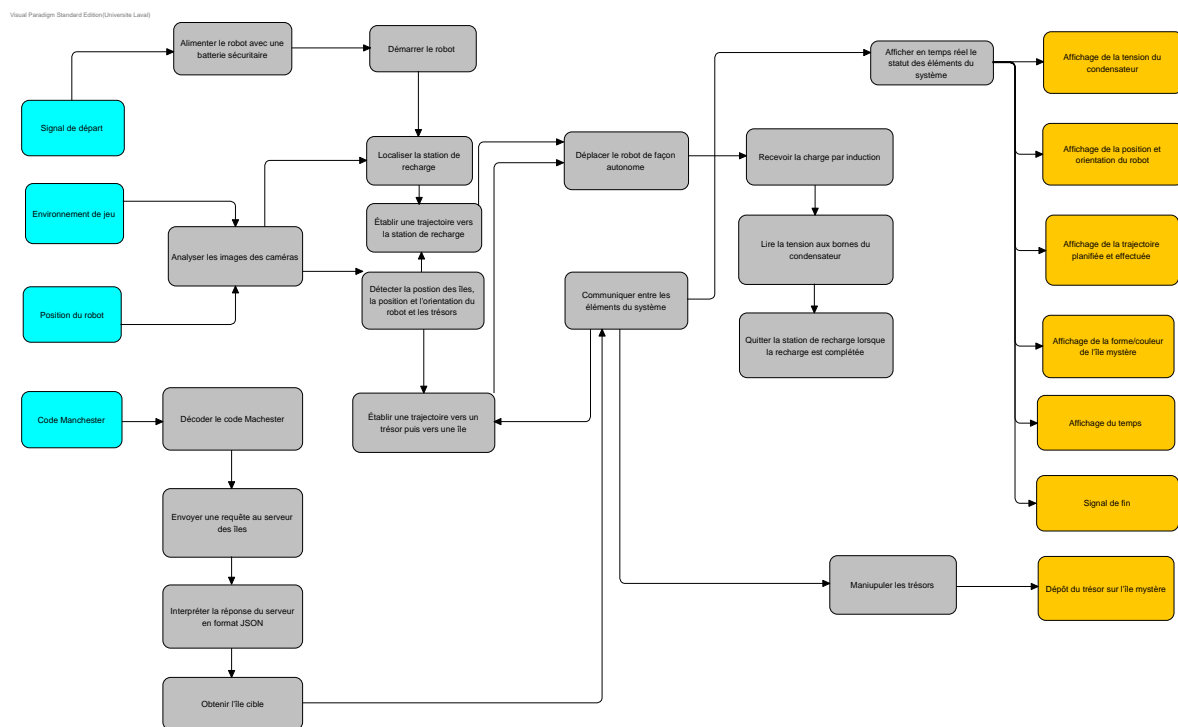 Visual Paradigm Standard Edition(Universite Laval)
Alimenter le robot avec une
batterie sécuritaire
Démarrer le robot
Afficher en temps réel le
statut des éléments du
système
Affichage de la tension du
condensateur
Signal de départ
Localiser la station de
recharge
Déplacer le robot de façon
autonome
Recevoir la charge par induction
Affichage de la position et
orientation du robot
Environnement de jeu
Établir une trajectoire vers
la station de recharge
Analyser les images des caméras
Lire la tension aux bornes du
condensateur
Affichage de la trajectoire
planifiée et effectuée
Position du robot
Détecter la postion des îles,
la position et l'orientation du
robot et les trésors
Communiquer entre les
éléments du système
Quitter la station de recharge lorsque
la recharge est complétée
Affichage de la forme/couleur
de l'île mystère
Code Manchester
Décoder le code Machester
Établir une trajectoire vers un
trésor puis vers une île
Affichage du temps
Envoyer une requête au serveur
des îles
Signal de fin
Interpréter la réponse du serveur
en format JSON
Maniupuler les trésors
Dépôt du trésor sur l'île mystère
Obtenir l'île cible